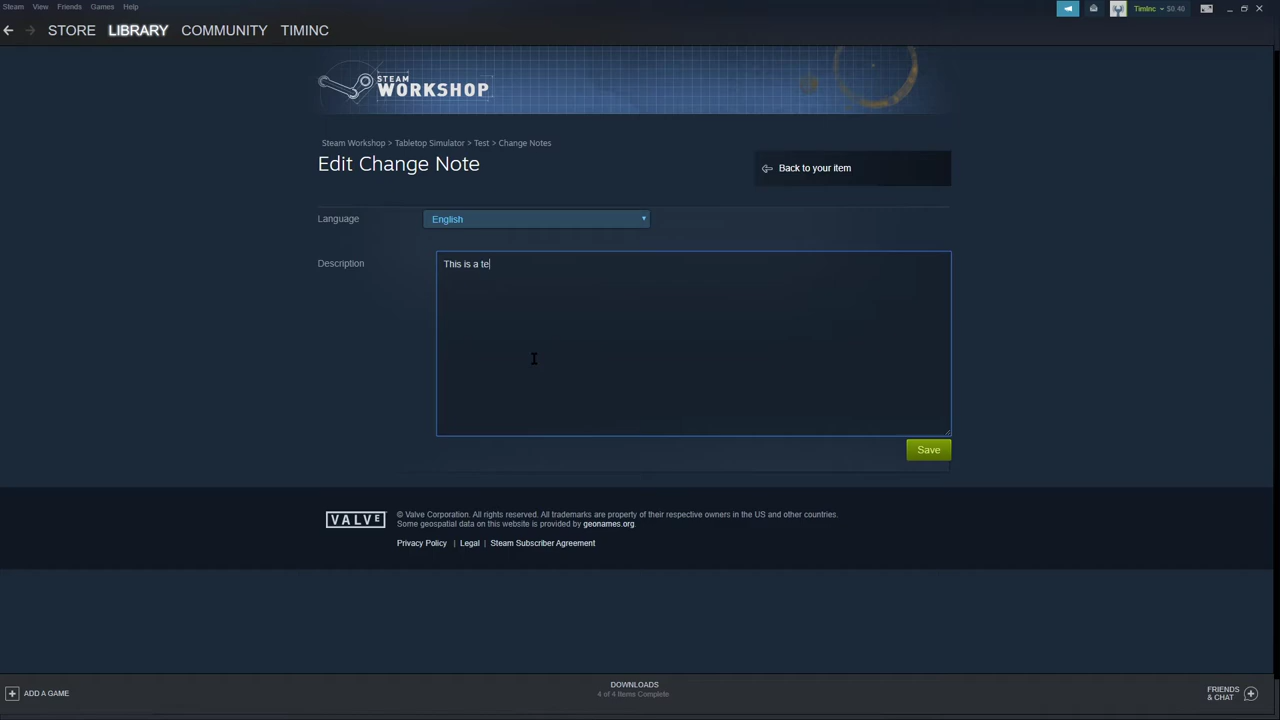 Steam View Friends Games Help
TimInc $0.40
STORE LIBRARY COMMUNITY TIMINC
STEAM
WORKSHOP
Steam Workshop > Tabletop Simulator > Test > Change Notes
Edit Change Note
Back to your item
Language English
Description This is a te
Save
VALVE
© Valve Corporation. All rights reserved. All trademarks are property of their respective owners in the US and other countries.
Some geospatial data on this website is provided by geonames.org.
Privacy Policy | Legal | Steam Subscriber Agreement
DOWNLOADS
ADD A GAME 4 of 4 Items Complete FRIENDS
& CHAT